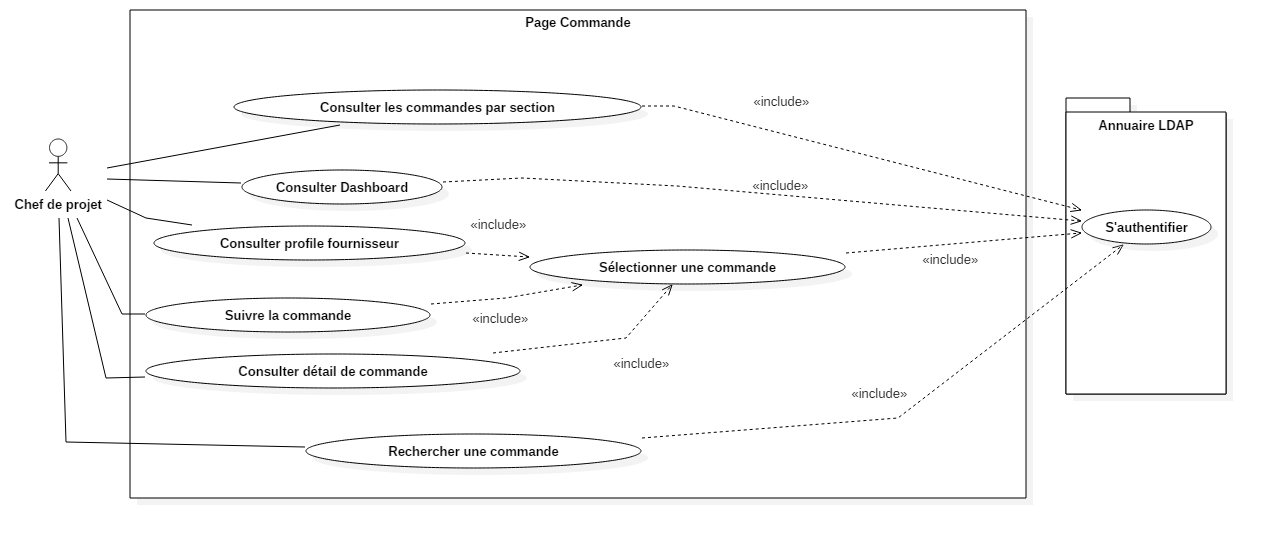 Page Commande
Consulter les commandes par section
«include»
Annuaire LDAP
Chef de projet
Consulter Dashboard
«include»
Consulter profile fournisseur
«include»
S'authentifier
Sélectionner une commande
«include»
Suivre la commande
«include»
Consulter détail de commande
«include»
«include»
Rechercher une commande